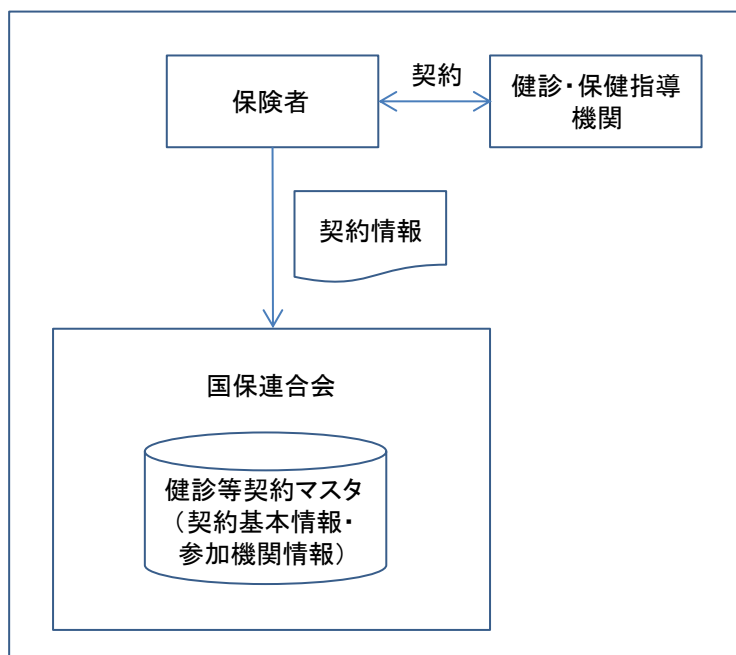 契約
保険者
健診・保健指導
機関
契約情報
国保連合会
健診等契約マスタ
（契約基本情報・
参加機関情報）